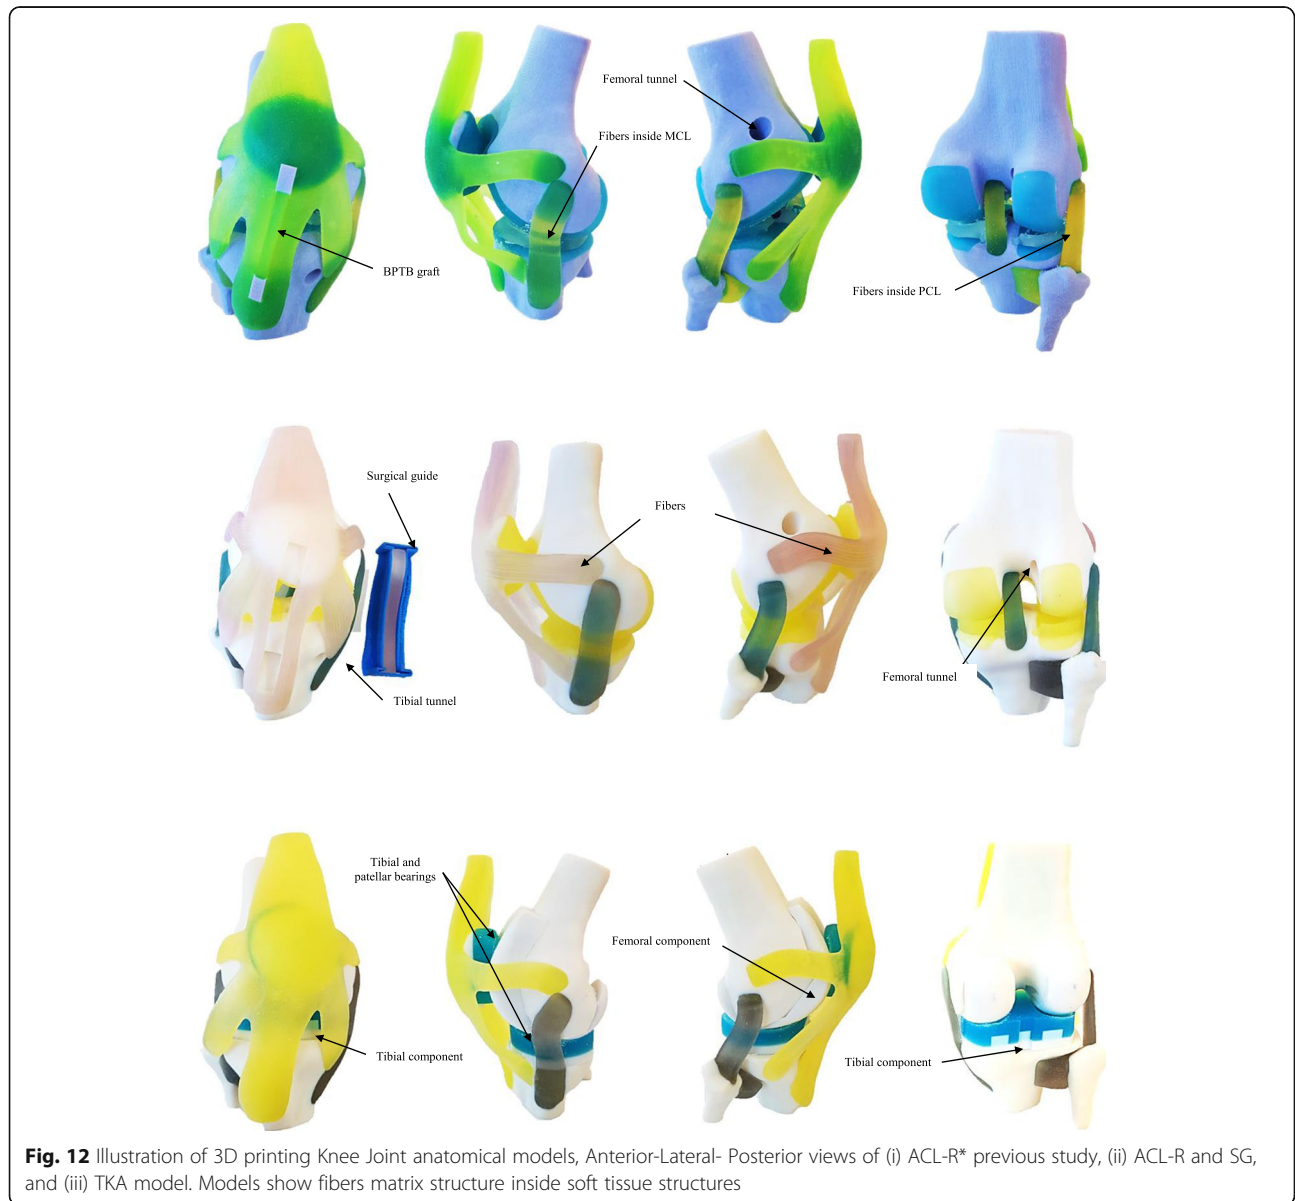 Femoral tunnel
Fibers inside MCL
BPTB graft
Fibers inside PCL
Surgical guide
Fibers
Tibial tunnel
Femoral tunnel
Tibial and
patellar bearings
Femoral component
Tibial component
Tibial component
Fig. 12 Illustration of 3D printing Knee Joint anatomical models, Anterior-Lateral- Posterior views of (i) ACL-R* previous study, (ii) ACL-R and SG,
and (iii) TKA model. Models show fibers matrix structure inside soft tissue structures